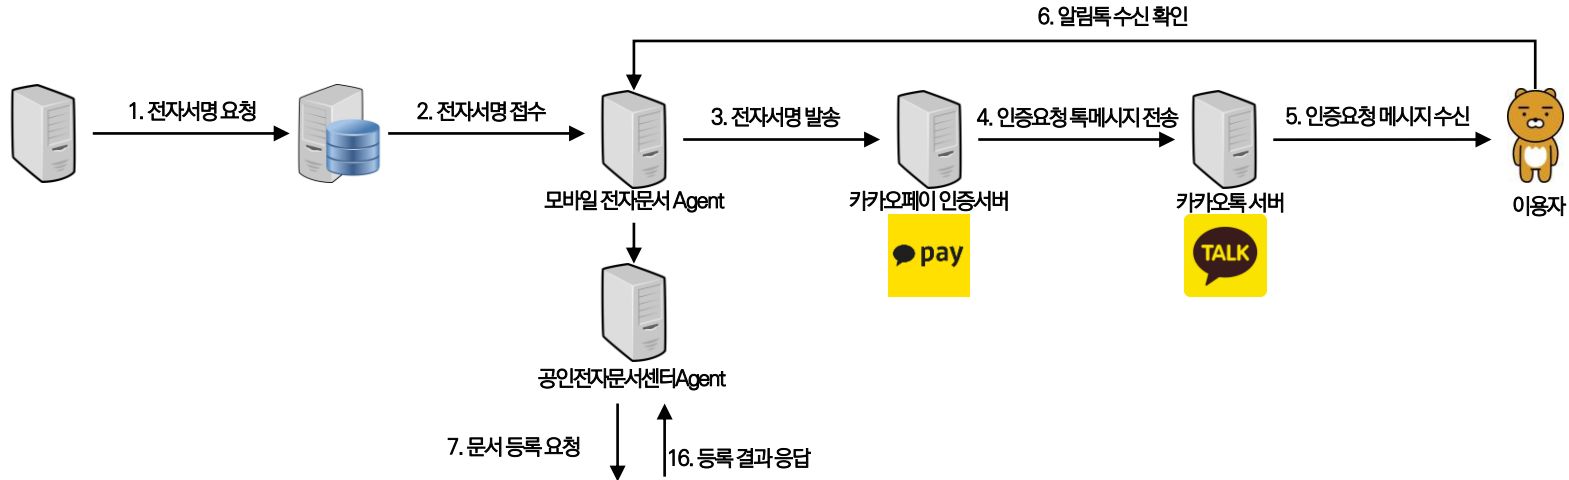 6. 알림톡 수신 확인
1. 전자서명 요청
2. 전자서명 접수
3. 전자서명 발송
4. 인증요청 톡메시지 전송
5. 인증요청 메시지 수신
모바일 전자문서 Agent
카카오페이 인증서버
카카오톡 서버
이용자
pay
TALK
공인전자문서센터Agent
7. 문서 등록 요청
16. 등록 결과 응답